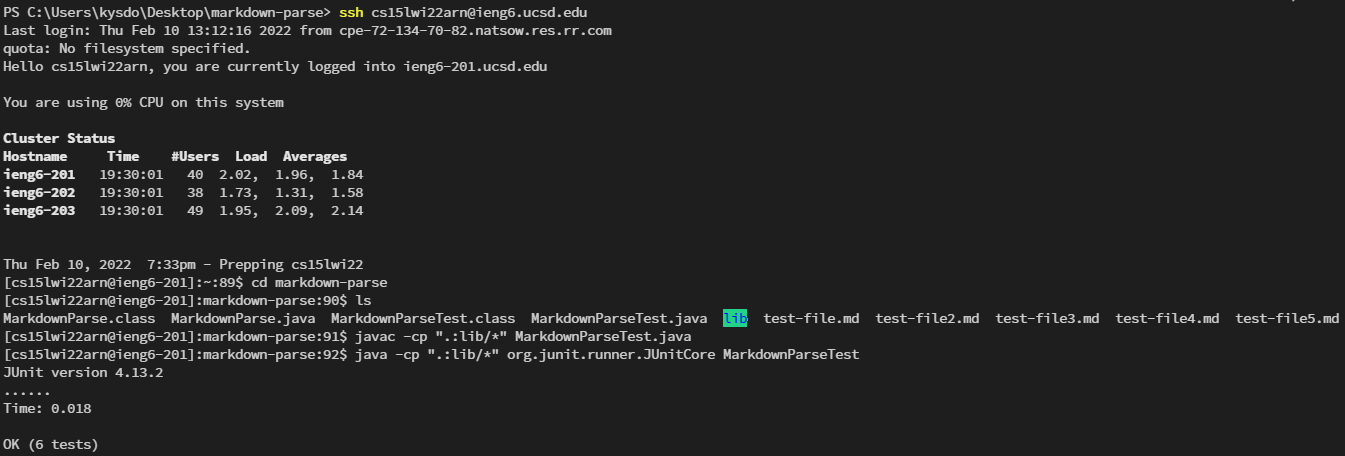 PS C:\Users\kysdo\Desktop\markdown-parse> ssh cs15lwi22arn@ieng6.ucsd.edu
Last login: Thu Feb 10 13:12:16 2022 from cpe-72-134-70-82.natsow.res.rr.com
quota: No filesystem specified.
Hello cs15lwi22arn, you are currently logged into ieng6-201.ucsd.edu
You are using 0% CPU on this system
Cluster Status
Hostname     Time    #Users  Load  Averages
ieng6-201   19:30:01   40  2.02,  1.96,  1.84
ieng6-202   19:30:01   38  1.73,  1.31,  1.58
ieng6-203   19:30:01   49  1.95,  2.09,  2.14
Thu Feb 10, 2022  7:33pm - Prepping cs15lwi22
[cs15lwi22arn@ieng6-201]:~:89$ cd markdown-parse
[cs15lwi22arn@ieng6-201]:markdown-parse:90$ ls
MarkdownParse.class  MarkdownParse.java  MarkdownParseTest.class  MarkdownParseTest.java  lib  test-file.md  test-file2.md  test-file3.md  test-file4.md  test-file5.md
[cs15lwi22arn@ieng6-201]:markdown-parse:91$ javac -cp ".:lib/*" MarkdownParseTest.java
[cs15lwi22arn@ieng6-201]:markdown-parse:92$ java -cp ".:lib/*" org.junit.runner.JUnitCore MarkdownParseTest
JUnit version 4.13.2
......
Time: 0.018
OK (6 tests)